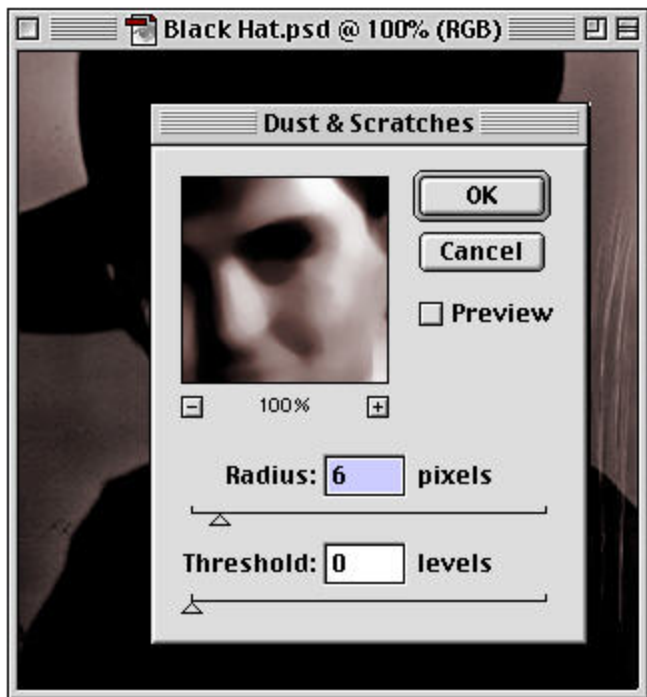 Black Hat.psd @ 100% (RGB)
Dust & Scratches
OK
Cancel
Preview
100%
Radius: 6 pixels
Threshold: 0 levels